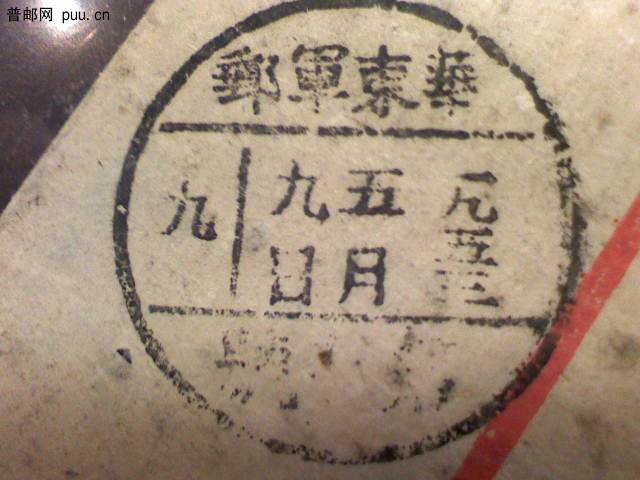 普邮网 puu.cn
華東軍郵
一九五三
五月
九日
九